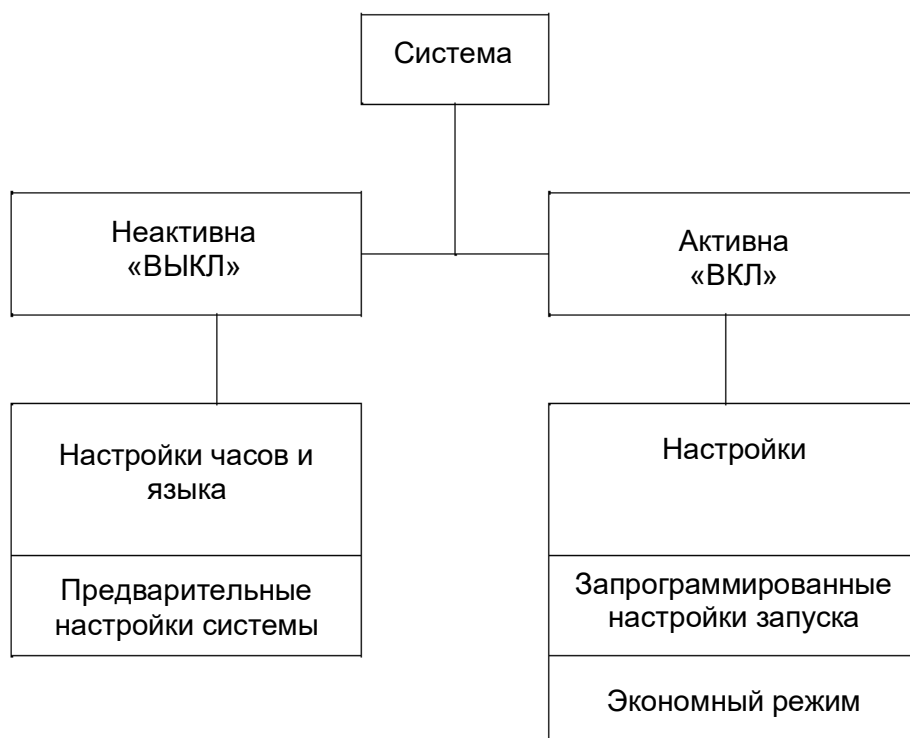 Система
Неактивна
«ВЫКЛ»
Активна
«ВКЛ»
Настройки часов и
языка
Настройки
Предварительные
настройки системы
Запрограммированные
настройки запуска
Экономный режим